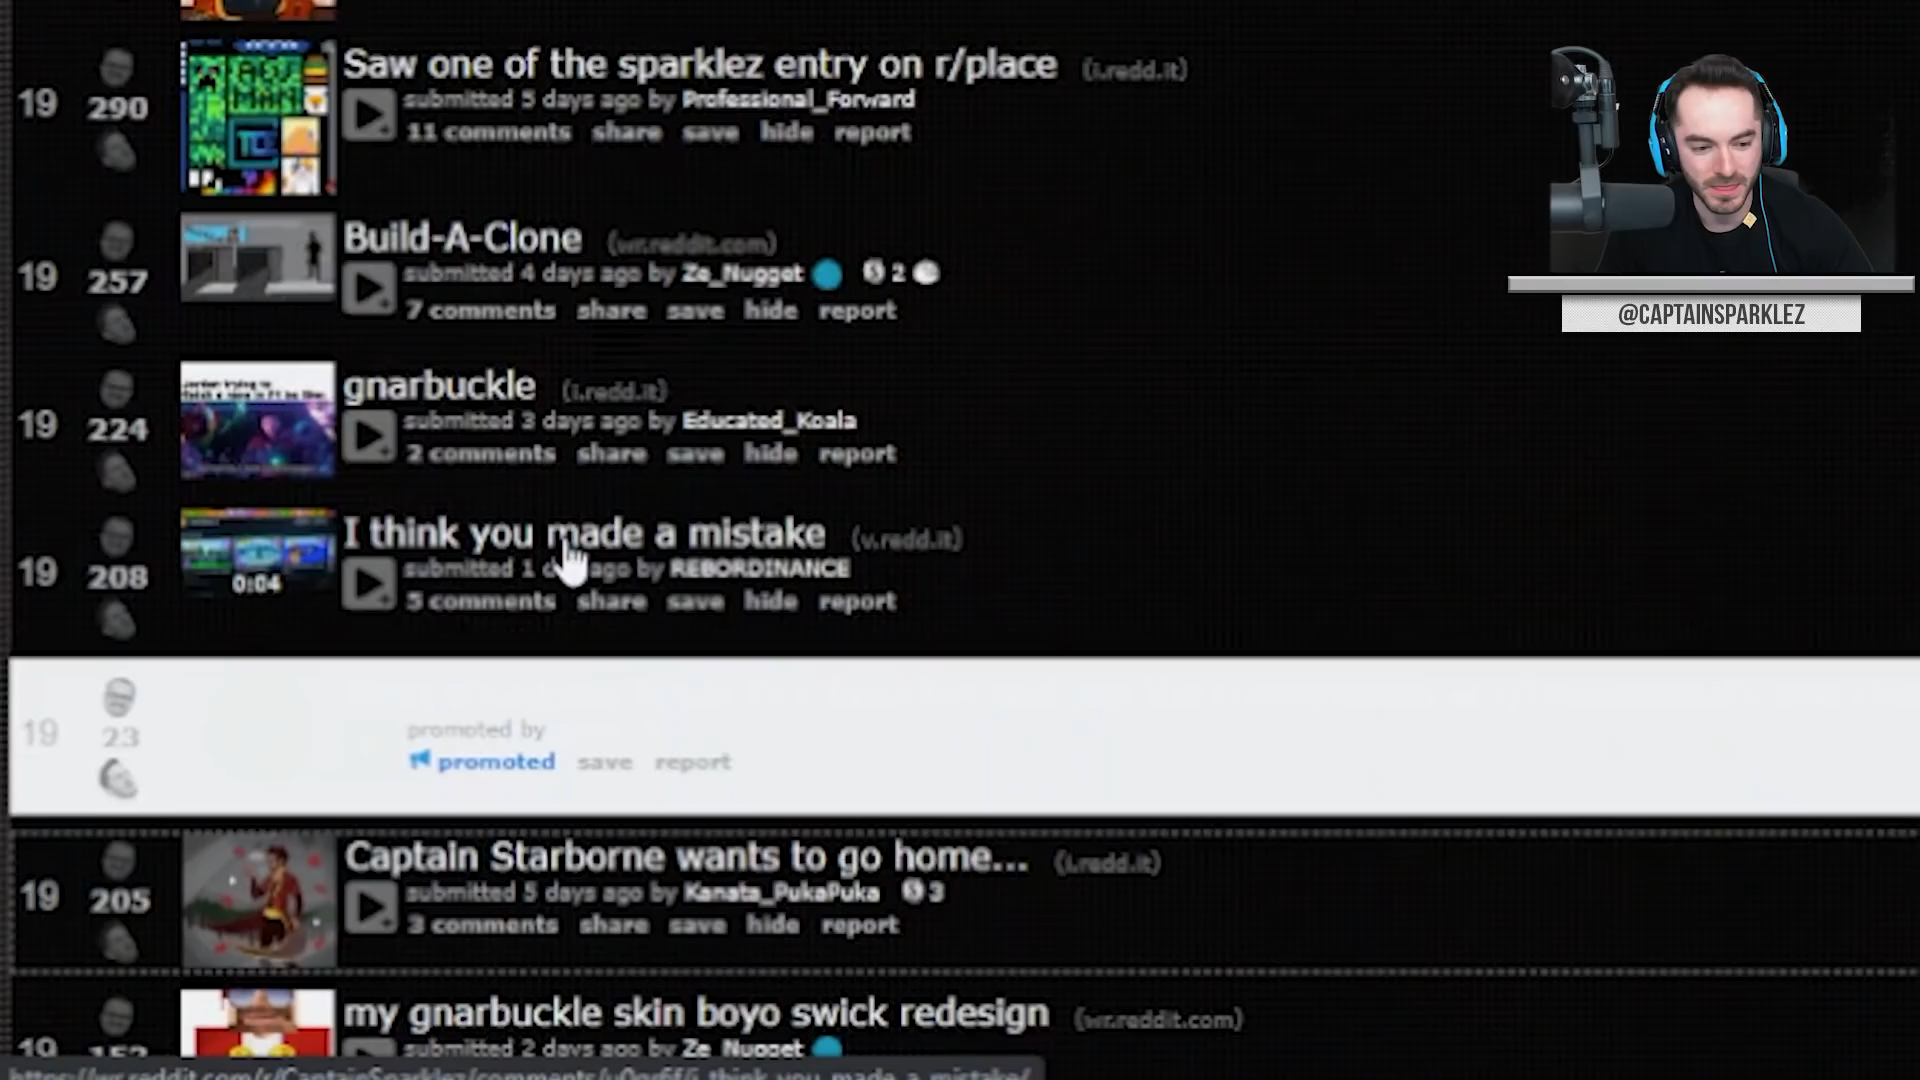 Saw one of the sparklez entry on r/place (i.redd.it)
19
290
submitted 5 days ago by Professional_Forward
11 comments share save hide report
@CAPTAINSPARKLEZ
Build-A-Clone (wr.reddit.com)
19
257
submitted 4 days ago by Ze_Nugget 2
7 comments share save hide report
gnarbuckle (i.redd.it)
19
224
submitted 3 days ago by Educated_Koala
2 comments share save hide report
I think you made a mistake (v.redd.it)
19
208
0:04
submitted 1 ago by REBORDINANCE
5 comments share save hide report
19
23
promoted by
promoted save report
Captain Starborne wants to go home... (i.redd.it)
19
205
submitted 5 days ago by Kanata_PukaPuka 3
3 comments share save hide report
my gnarbuckle skin boyo swick redesign (wr.reddit.com)
19
submitted 2 days ago by Ze_Nugget